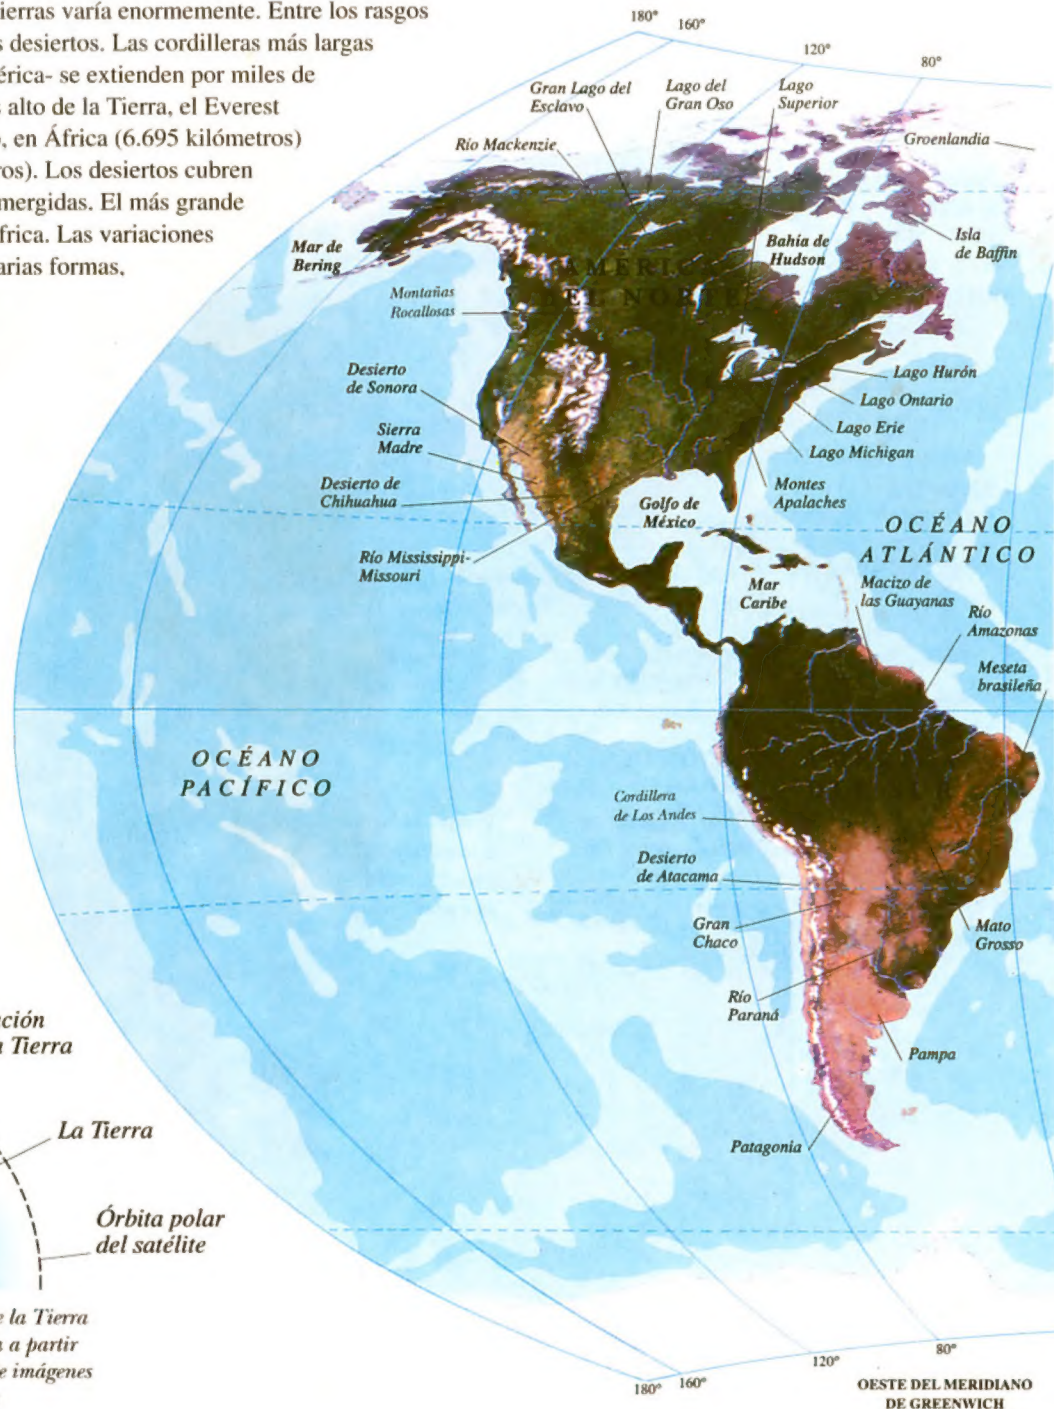 ierras varía enormemente. Entre los rasgos
s desiertos. Las cordilleras más largas
érica- se extienden por miles de
s alto de la Tierra, el Everest
o, en África (6.695 kilómetros)
ros). Los desiertos cubren
mergidas. El más grande
frica. Las variaciones
arias formas.
180° 160°
120°
80°
Gran Lago del
Esclavo
Lago del
Gran Oso
Lago
Superior
Río Mackenzie
Groenlandia
Mar de
Bering
Bahía de
Hudson
Isla
de Baffin
AMÉRICA
DEL NORTE
Montañas
Rocallosas
Desierto
de Sonora
Lago Hurón
Lago Ontario
Sierra
Madre
Lago Erie
Lago Michigan
Desierto de
Chihuahua
Montes
Apalaches
Golfo de
México
OCÉANO
ATLÁNTICO
Río Mississippi-
Missouri
Mar
Caribe
Macizo de
las Guayanas
Río
Amazonas
Meseta
brasileña
OCÉANO
PACÍFICO
Cordillera
de Los Andes
Desierto
de Atacama
Gran
Chaco
Mato
Grosso
Río
Paraná
Pampa
Patagonia
ción
a Tierra
La Tierra
Órbita polar
del satélite
e la Tierra
a partir
e imágenes
180° 160°
120°
80°
OESTE DEL MERIDIANO
DE GREENWICH